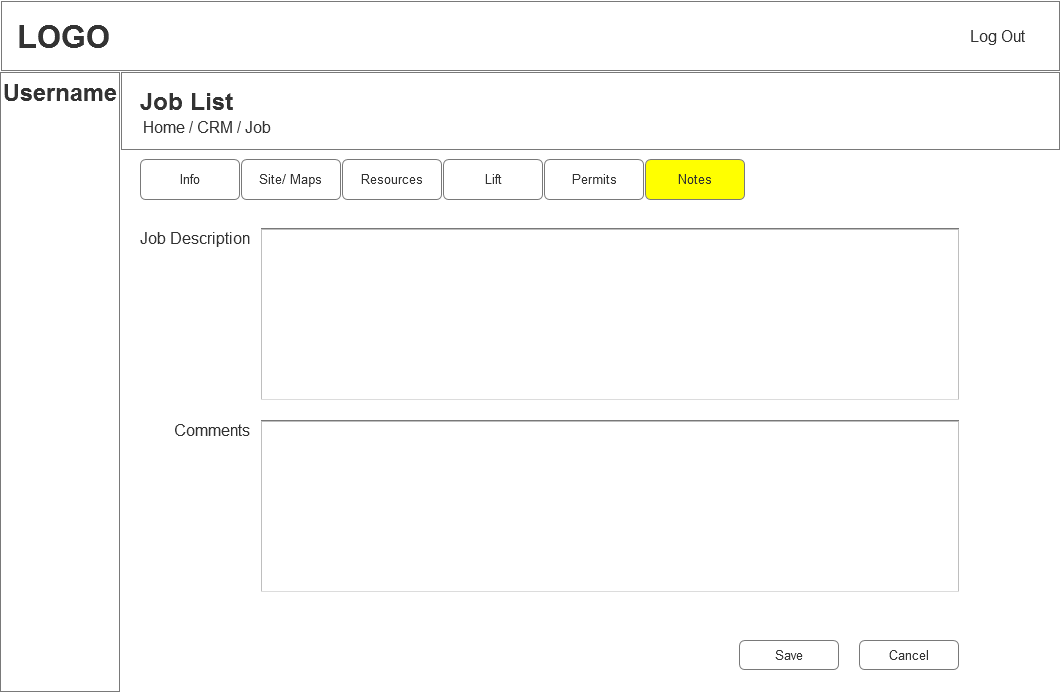 LOGO
Log Out
Username
Job List
Home / CRM / Job
Info
Site/ Maps
Resources
Lift
Permits
Notes
Job Description
Comments
Save
Cancel